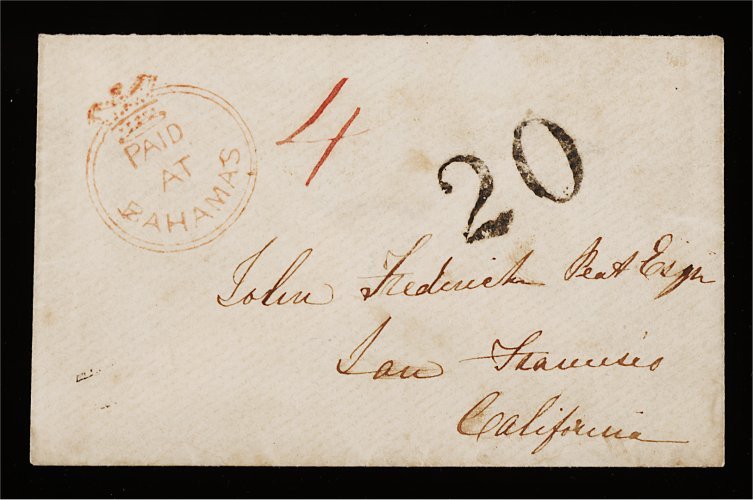 PAID
AT
BAHAMAS
4
20
John Frederick Peat Esqr
San Francisco
California